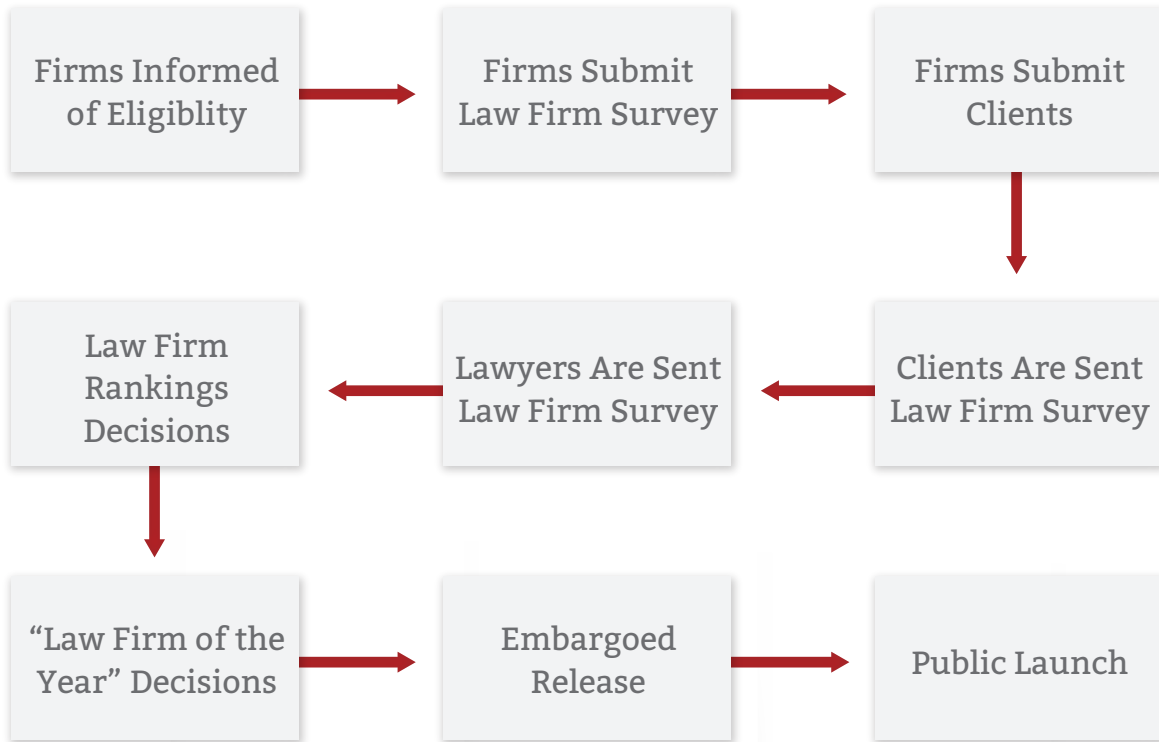 Firms Informed
of Eligiblity
Firms Submit
Law Firm Survey
Firms Submit
Clients
Law Firm
Rankings
Decisions
Lawyers Are Sent
Law Firm Survey
Clients Are Sent
Law Firm Survey
“Law Firm of the
Year” Decisions
Embargoed
Release
Public Launch